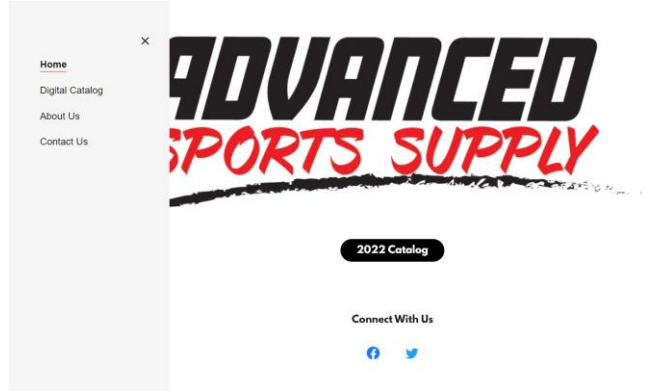 Home
Digital Catalog
About Us
Contact Us
ADVANCED
SPORTS SUPPLY
2022 Catalog
Connect With Us